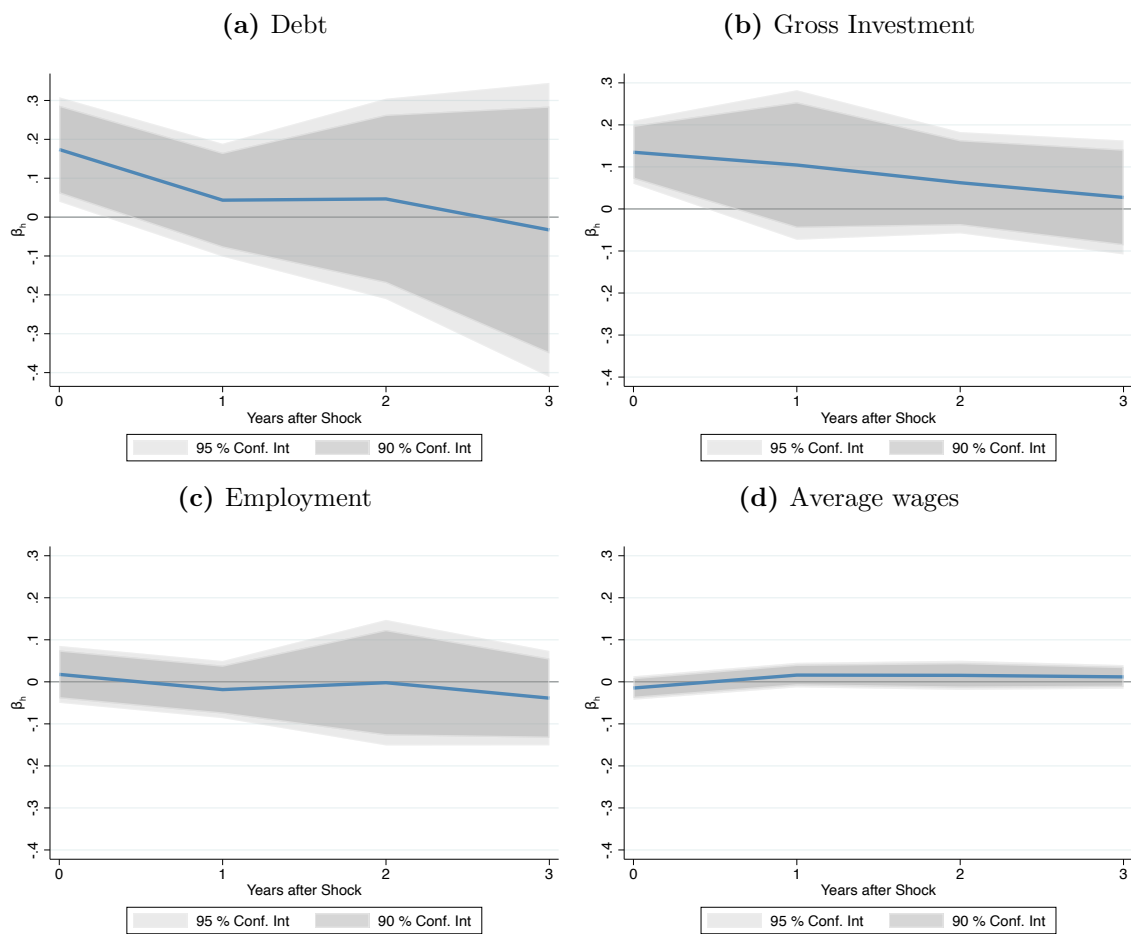 (a) Debt
.3
.2
.1
0
-.1
-.2
-.3
-.4
βh
0 1 2 3
Years after Shock
95 % Conf. Int 90 % Conf. Int
(b) Gross Investment
.3
.2
.1
0
-.1
-.2
-.3
-.4
βh
0 1 2 3
Years after Shock
95 % Conf. Int 90 % Conf. Int
(c) Employment
.3
.2
.1
0
-.1
-.2
-.3
-.4
βh
0 1 2 3
Years after Shock
95 % Conf. Int 90 % Conf. Int
(d) Average wages
.3
.2
.1
0
-.1
-.2
-.3
-.4
βh
0 1 2 3
Years after Shock
95 % Conf. Int 90 % Conf. Int